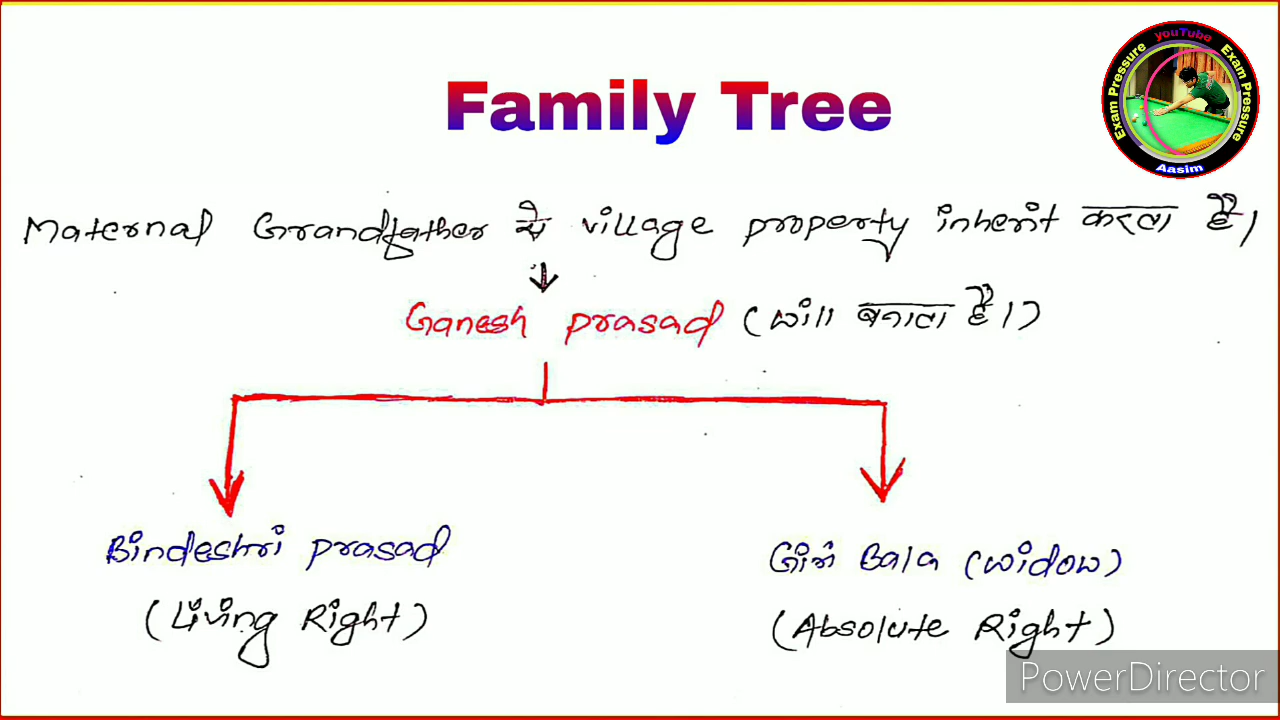 youTube
Exam Pressure
Exam Pressure
Aasim
Family Tree
Maternal Grandfather से village property inherit करता है।
Ganesh prasad (will बनाता है।)
Bindeshri prasad
Giri Bala (widow)
(Living Right)
(Absolute Right)
PowerDirector